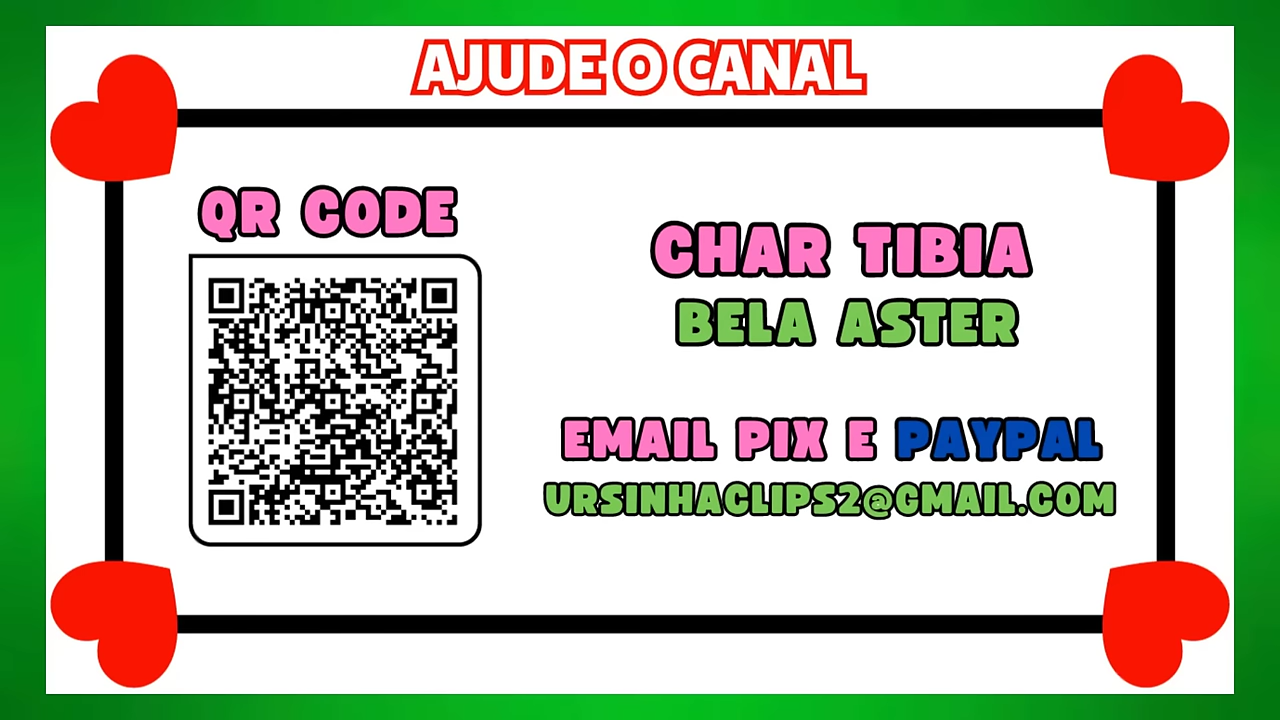 AJUDE O CANAL
QR CODE
CHAR TIBIA
BELA ASTER
EMAIL PIX E PAYPAL
URSINHACLIPS2@GMAIL.COM